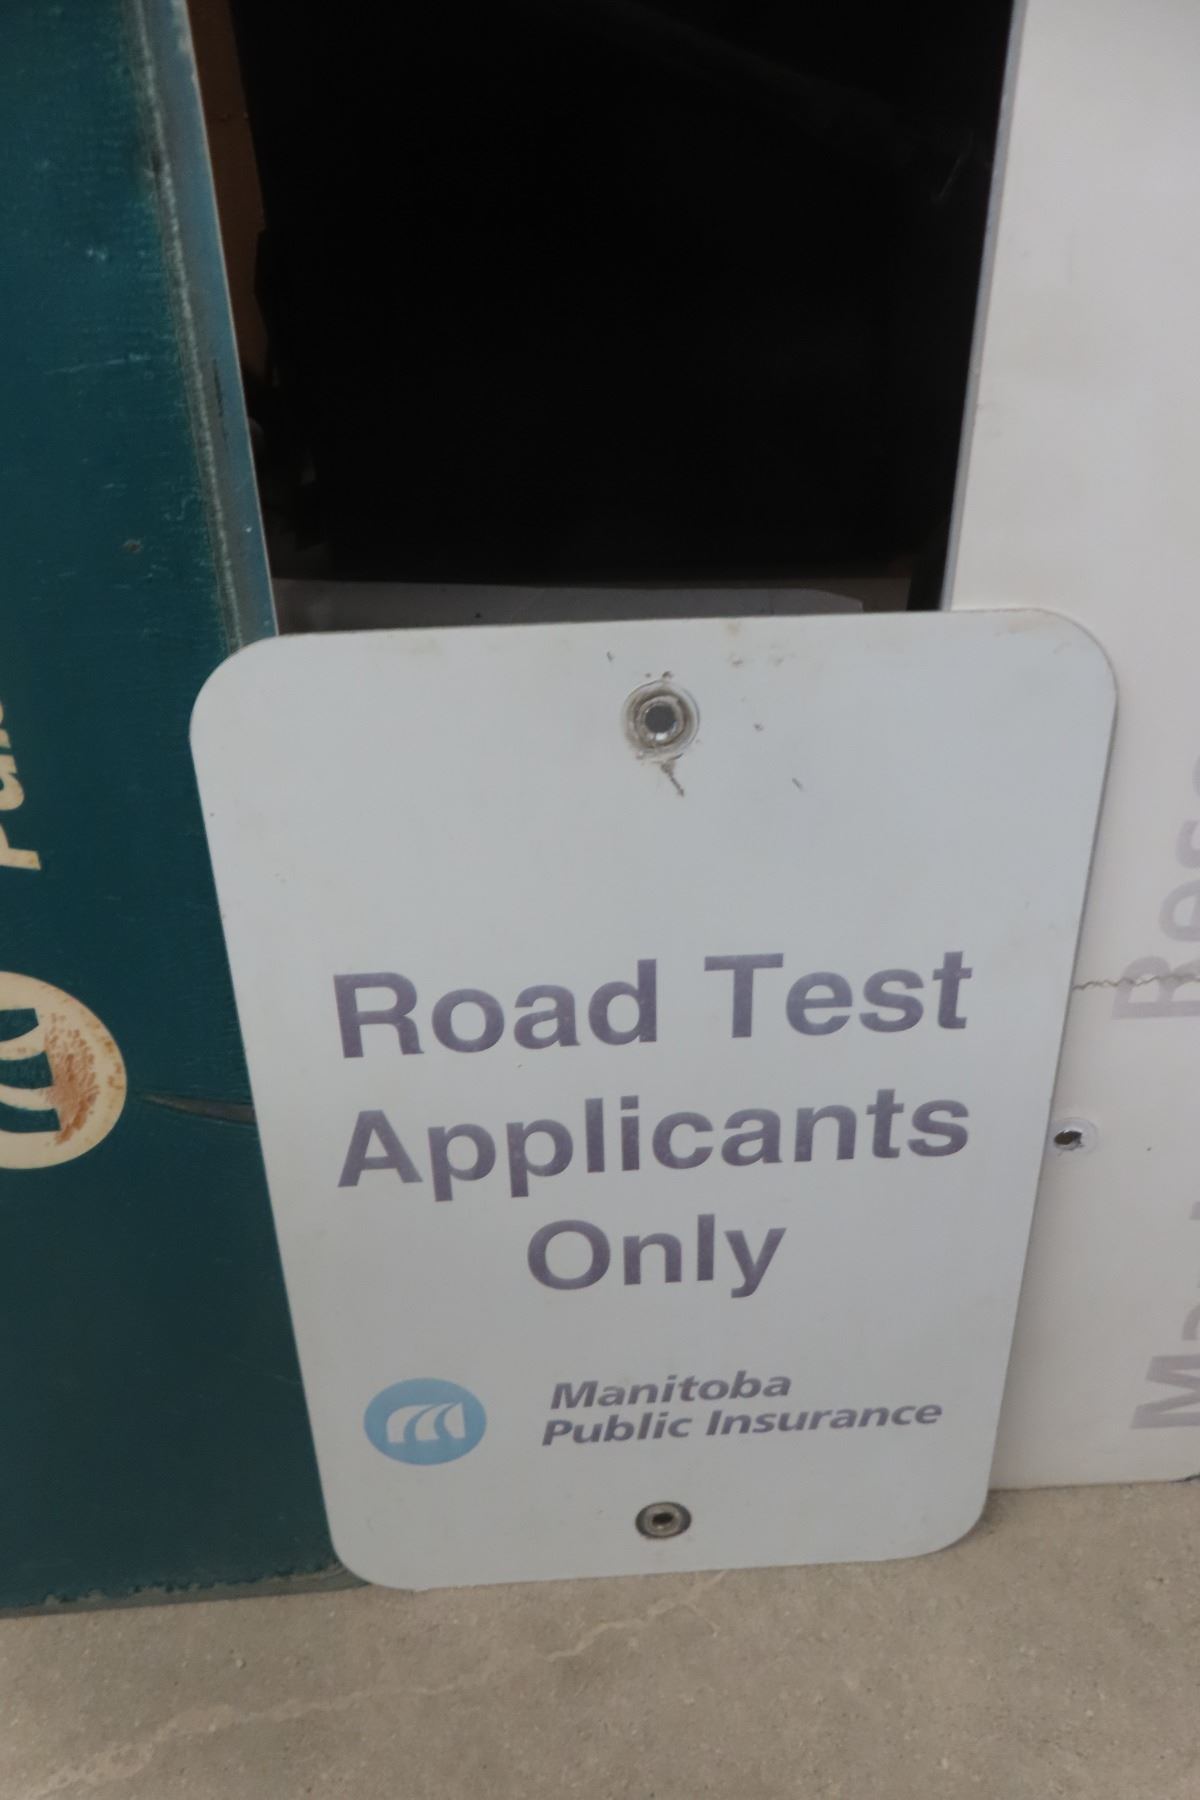 Road Test
Applicants
Only
Manitoba
Public Insurance